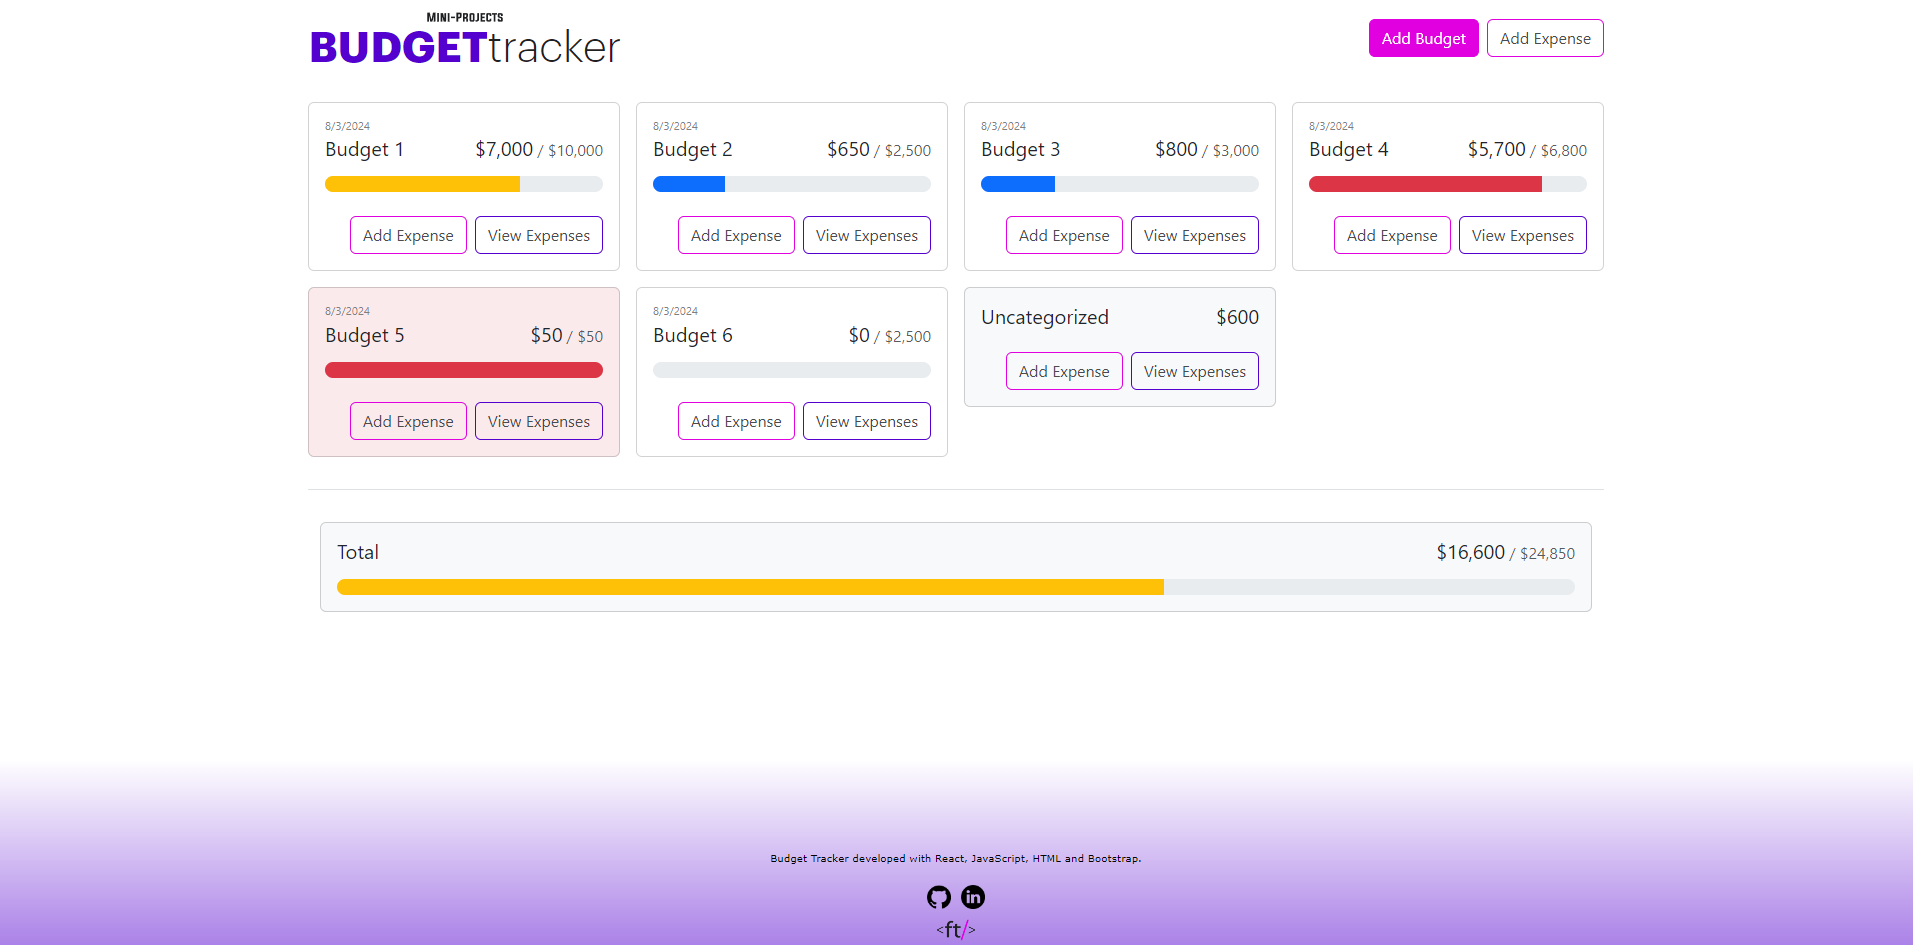 MINI-PROJECTS
BUDGETtracker
Add Budget
Add Expense
8/3/2024
Budget 1
$7,000 / $10,000
Add Expense
View Expenses
8/3/2024
Budget 2
$650 / $2,500
Add Expense
View Expenses
8/3/2024
Budget 3
$800 / $3,000
Add Expense
View Expenses
8/3/2024
Budget 4
$5,700 / $6,800
Add Expense
View Expenses
8/3/2024
Budget 5
$50 / $50
Add Expense
View Expenses
8/3/2024
Budget 6
$0 / $2,500
Add Expense
View Expenses
Uncategorized
$600
Add Expense
View Expenses
Total
$16,600 / $24,850
Budget Tracker developed with React, JavaScript, HTML and Bootstrap.
in
<ft/>